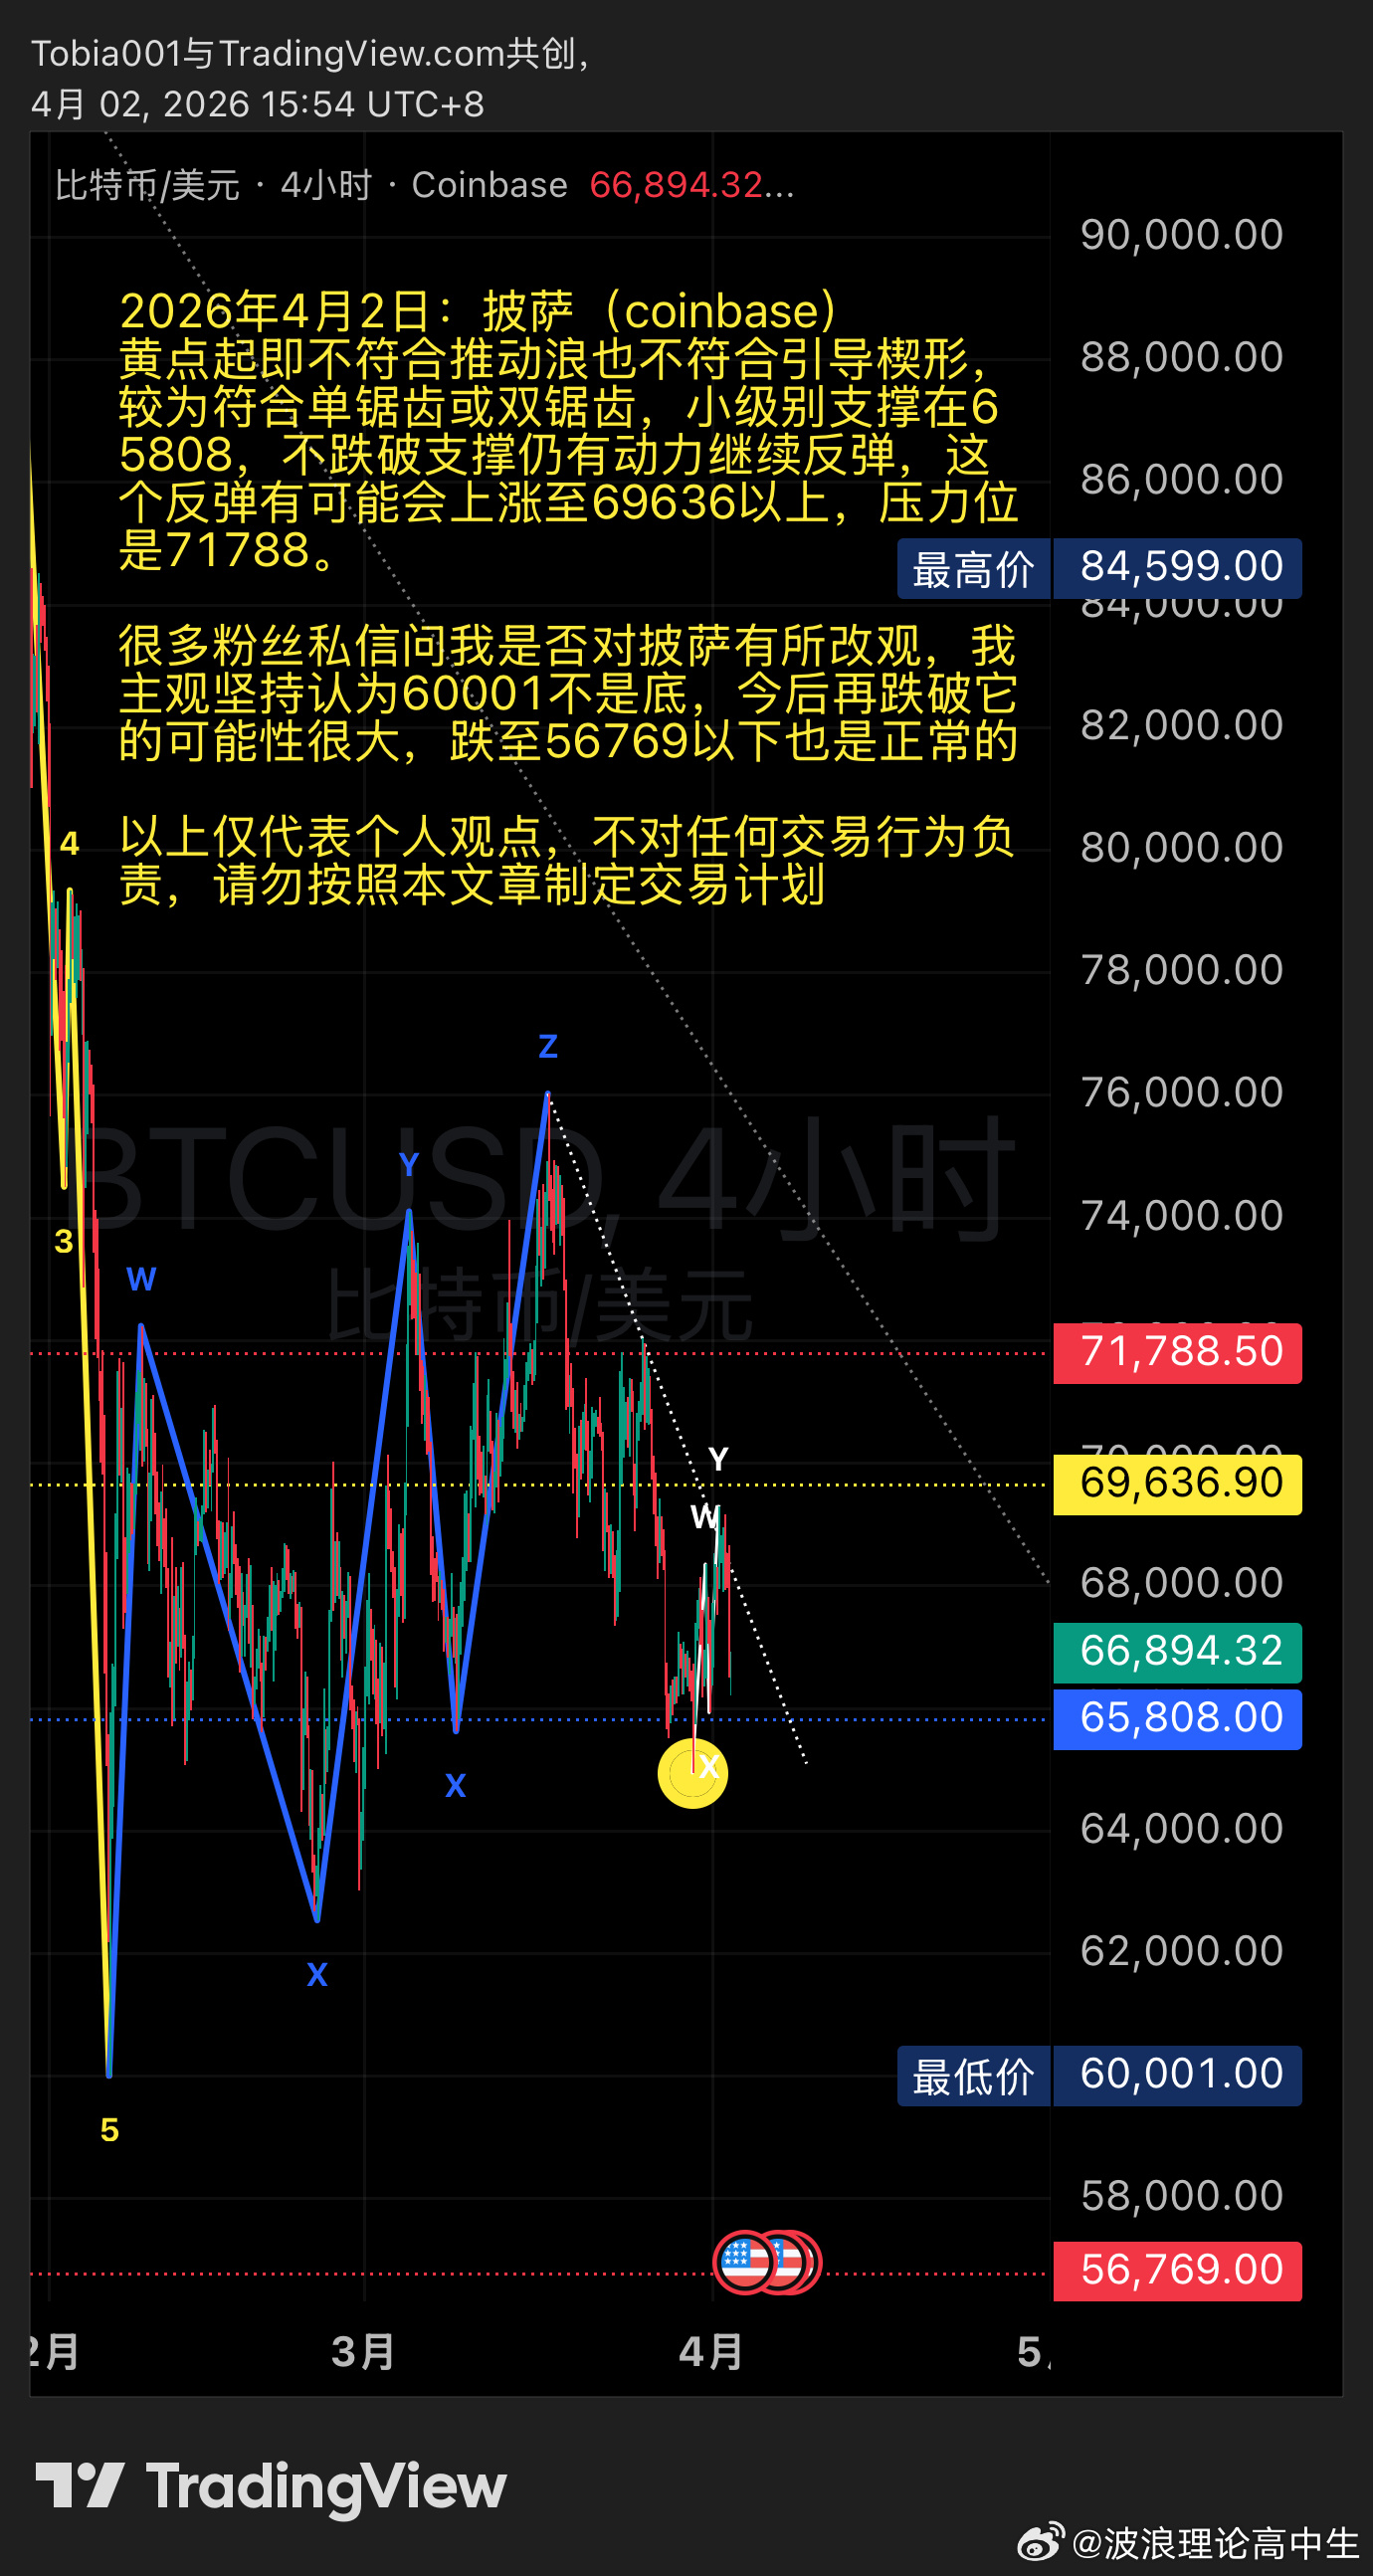 Tobia001与TradingView.com共创，
4月 02, 2026 15:54 UTC+8
比特币/美元 · 4小时 · Coinbase 66,894.32...
90,000.00
2026年4月2日：披萨（coinbase）
黄点起即不符合推动浪也不符合引导楔形，
88,000.00
较为符合单锯齿或双锯齿，小级别支撑在6
5808，不跌破支撑仍有动力继续反弹，这
86,000.00
个反弹有可能会上涨至69636以上，压力位
是71788。
最高价 84,599.00
84,000.00
很多粉丝私信问我是否对披萨有所改观，我
主观坚持认为60001不是底，今后再跌破它
82,000.00
的可能性很大，跌至56769以下也是正常的
4
以上仅代表个人观点，不对任何交易行为负
80,000.00
责，请勿按照本文章制定交易计划
78,000.00
Z
76,000.00
Y
BTCUSD, 4小时
74,000.00
3
W
比特币/美元
71,788.50
70,000.00
Y
69,636.90
W
68,000.00
66,894.32
65,808.00
X
X
64,000.00
62,000.00
X
最低价 60,001.00
5
58,000.00
56,769.00
2月
3月
4月
5
TradingView
@波浪理论高中生